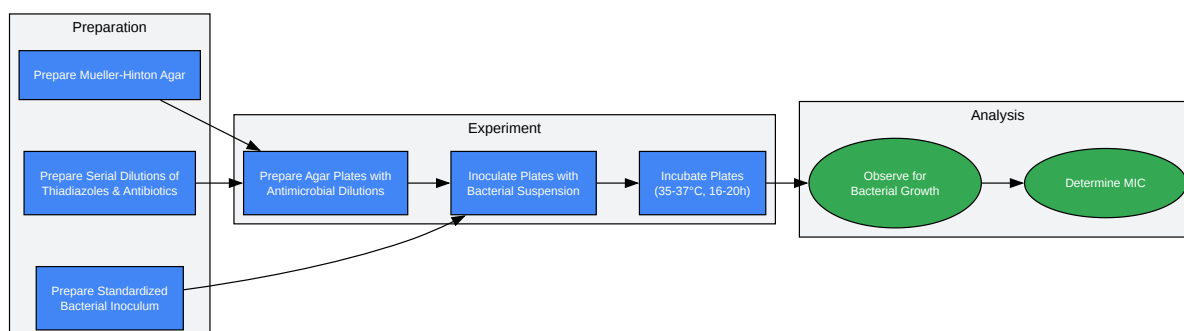 Preparation
Prepare Mueller-Hinton Agar
Prepare Serial Dilutions of
Thiadiazoles & Antibiotics
Prepare Standardized
Bacterial Inoculum
Experiment
Prepare Agar Plates with
Antimicrobial Dilutions
Inoculate Plates with
Bacterial Suspension
Incubate Plates
(35-37°C, 16-20h)
Analysis
Observe for
Bacterial Growth
Determine MIC